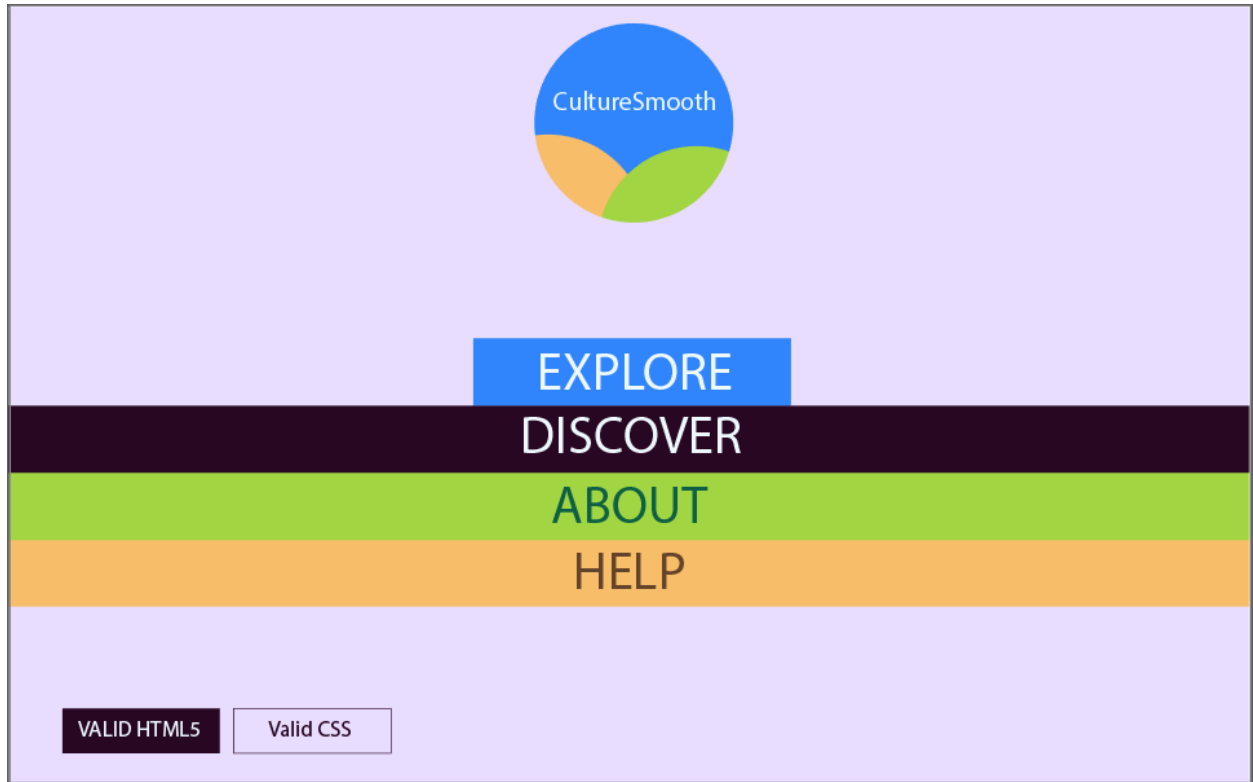 CultureSmooth
EXPLORE
DISCOVER
ABOUT
HELP
VALID HTML5
Valid CSS